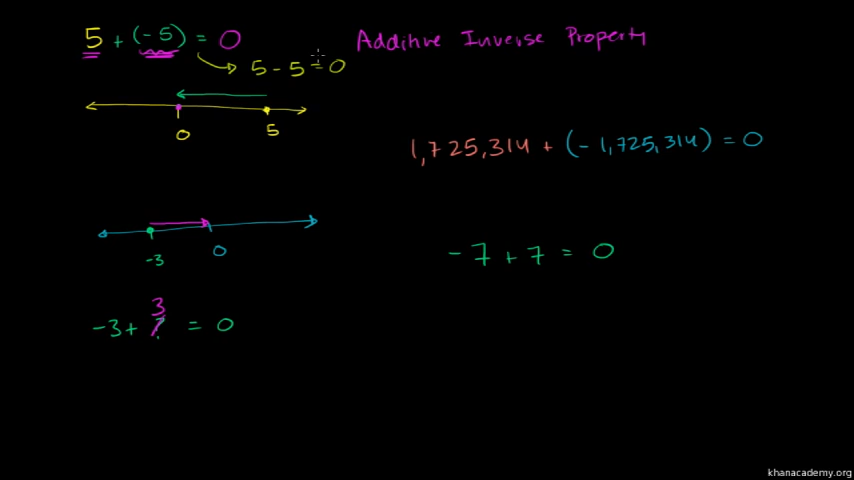 5 + (-5) = 0
Additive Inverse Property
5 - 5 = 0
0 5
1,725,314 + (-1,725,314) = 0
-3 0
-7 + 7 = 0
3
-3 + ? = 0
khanacademy.org